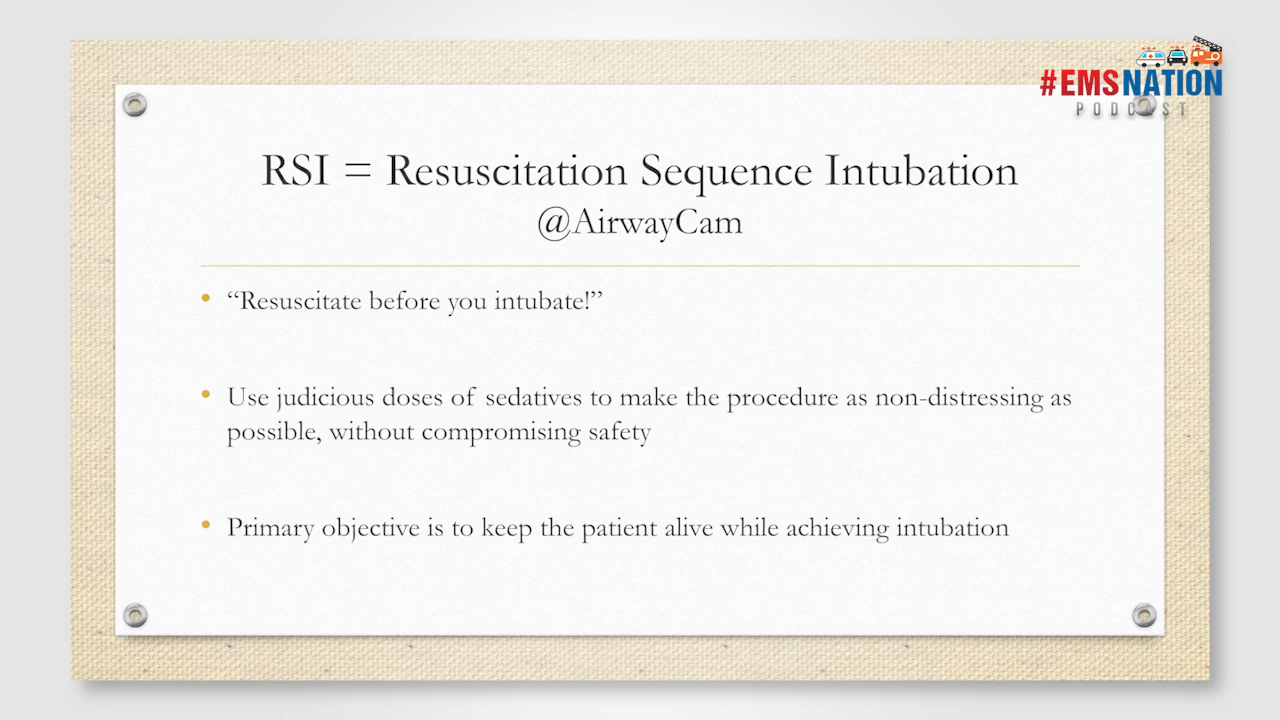 #EMSNATION
PODCAST
RSI = Resuscitation Sequence Intubation
@AirwayCam
• “Resuscitate before you intubate!”
• Use judicious doses of sedatives to make the procedure as non-distressing as
possible, without compromising safety
• Primary objective is to keep the patient alive while achieving intubation